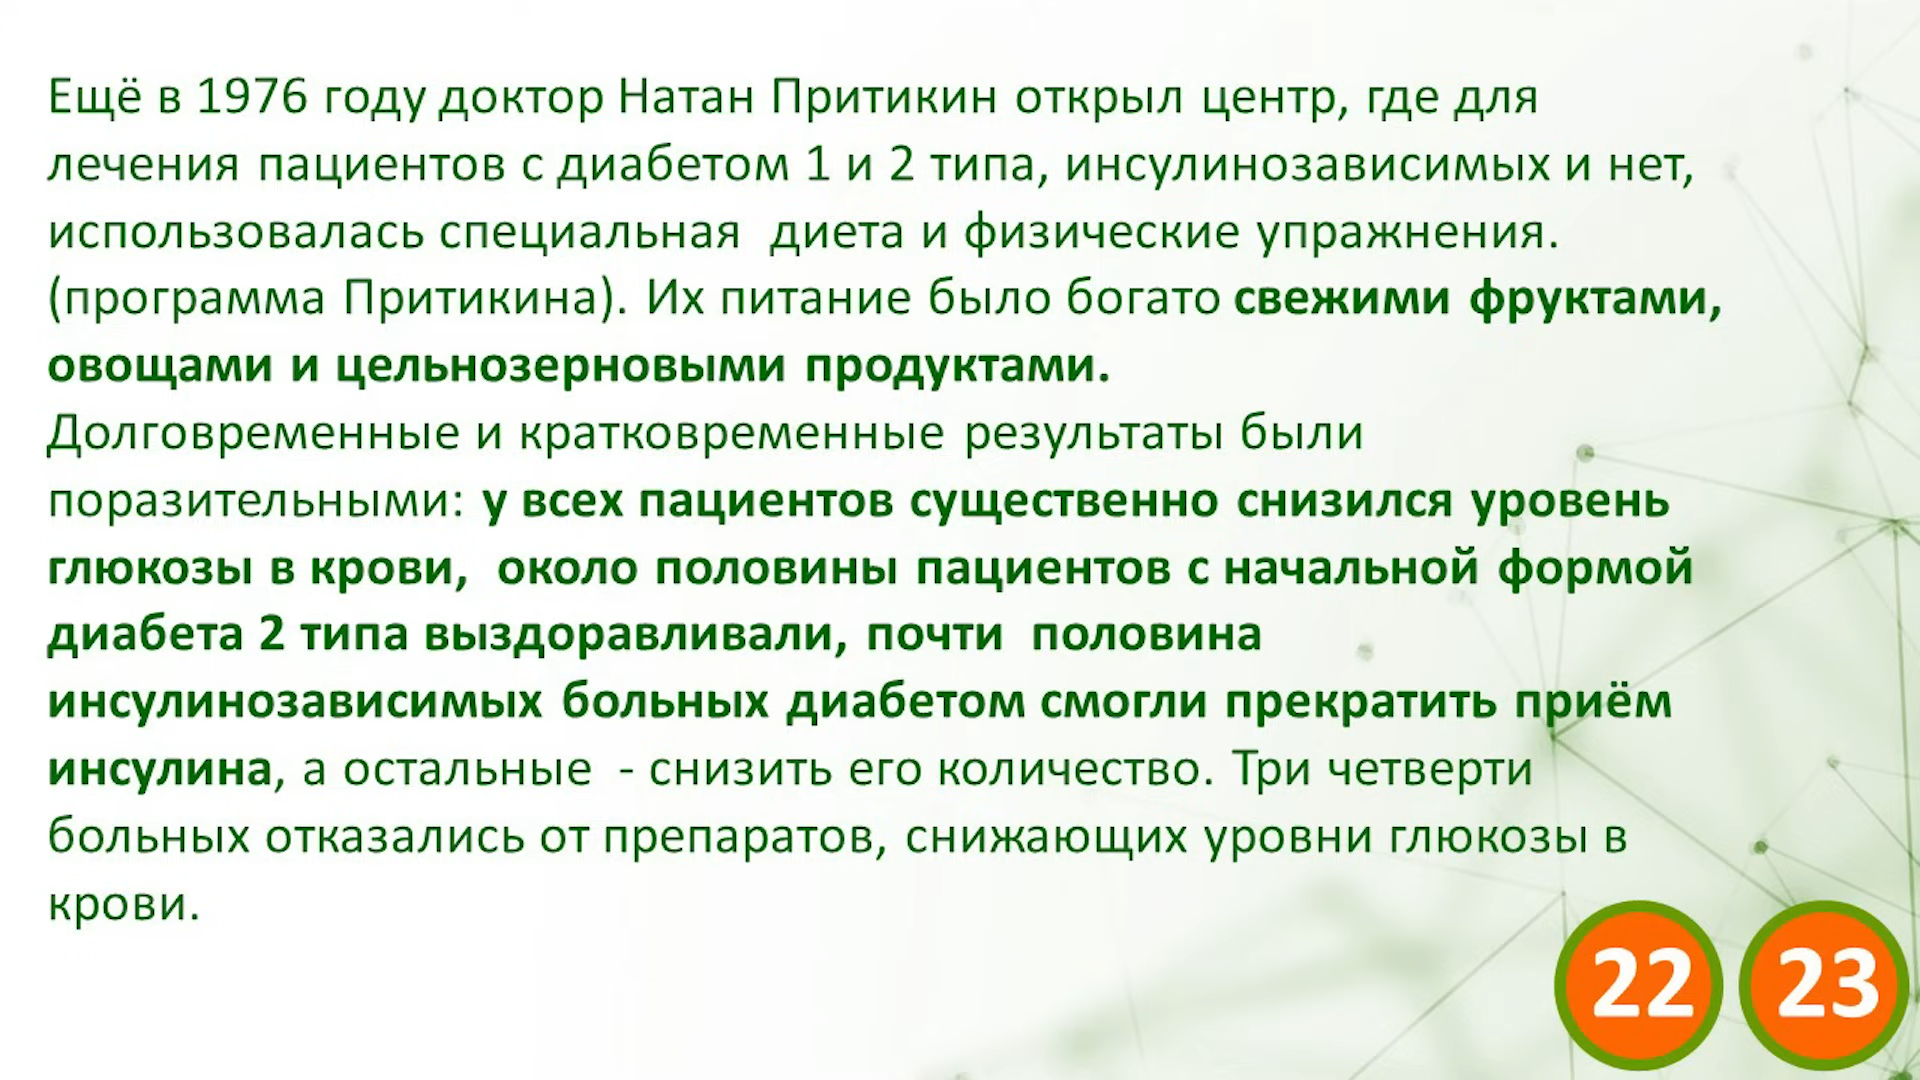 Ещё в 1976 году доктор Натан Притикин открыл центр, где для
лечения пациентов с диабетом 1 и 2 типа, инсулинозависимых и нет,
использовалась специальная  диета и физические упражнения.
(программа Притикина). Их питание было богато свежими фруктами,
овощами и цельнозерновыми продуктами.
Долговременные и кратковременные результаты были
поразительными: у всех пациентов существенно снизился уровень
глюкозы в крови,  около половины пациентов с начальной формой
диабета 2 типа выздоравливали, почти  половина
инсулинозависимых больных диабетом смогли прекратить приём
инсулина, а остальные  - снизить его количество. Три четверти
больных отказались от препаратов, снижающих уровни глюкозы в
крови.
22 23